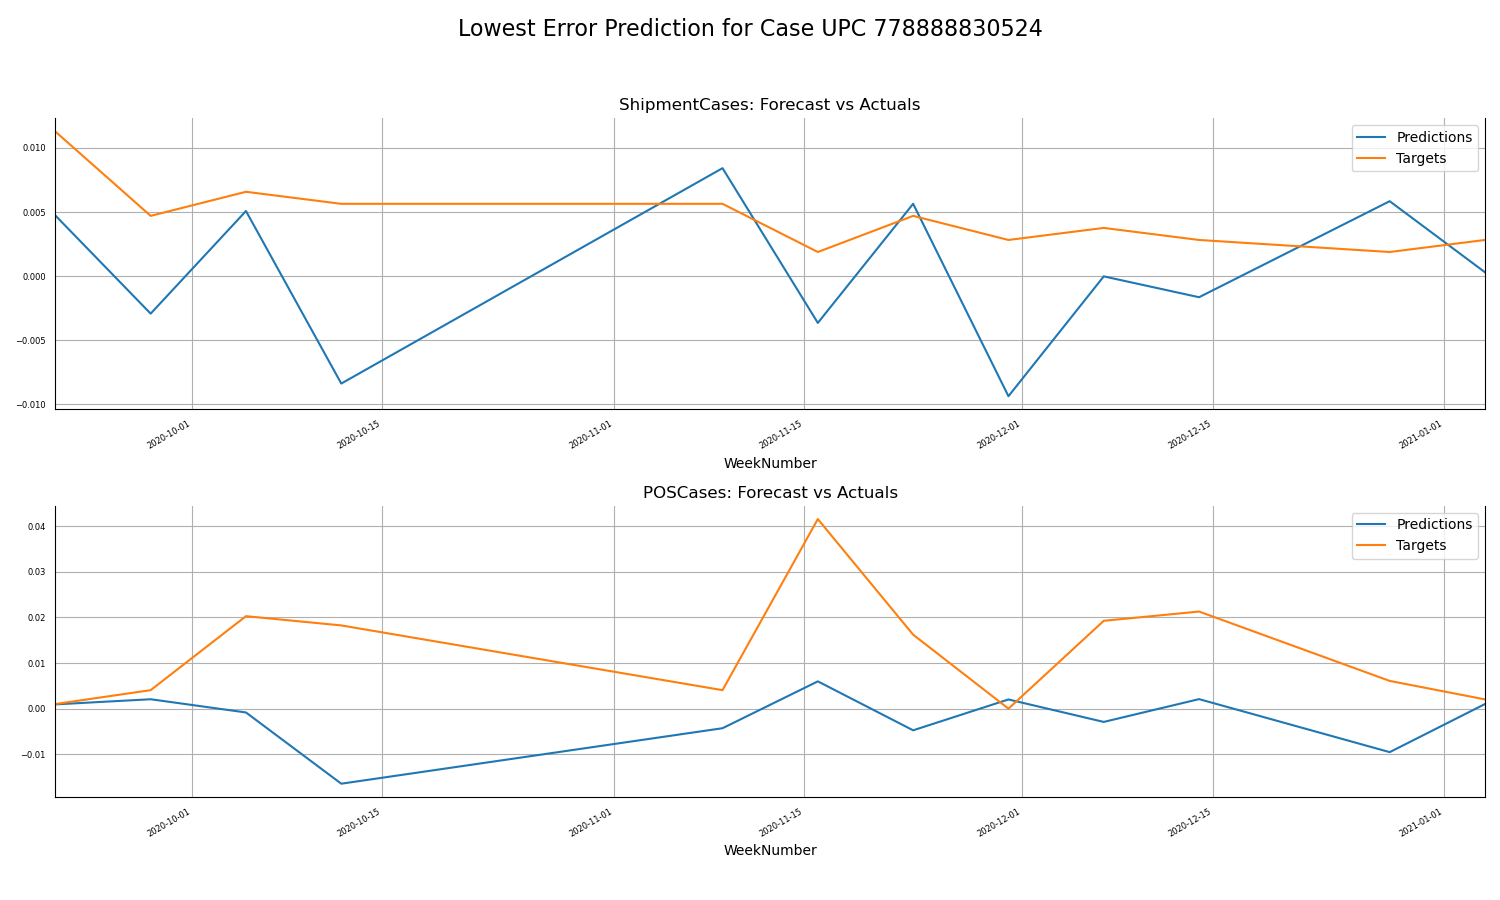 Lowest Error Prediction for Case UPC 778888830524
ShipmentCases: Forecast vs Actuals
Predictions
Targets
0.010
0.005
0.000
−0.005
−0.010
2020-10-01
2020-10-15
2020-11-01
2020-11-15
2020-12-01
2020-12-15
2021-01-01
WeekNumber
POSCases: Forecast vs Actuals
Predictions
Targets
0.04
0.03
0.02
0.01
0.00
−0.01
2020-10-01
2020-10-15
2020-11-01
2020-11-15
2020-12-01
2020-12-15
2021-01-01
WeekNumber